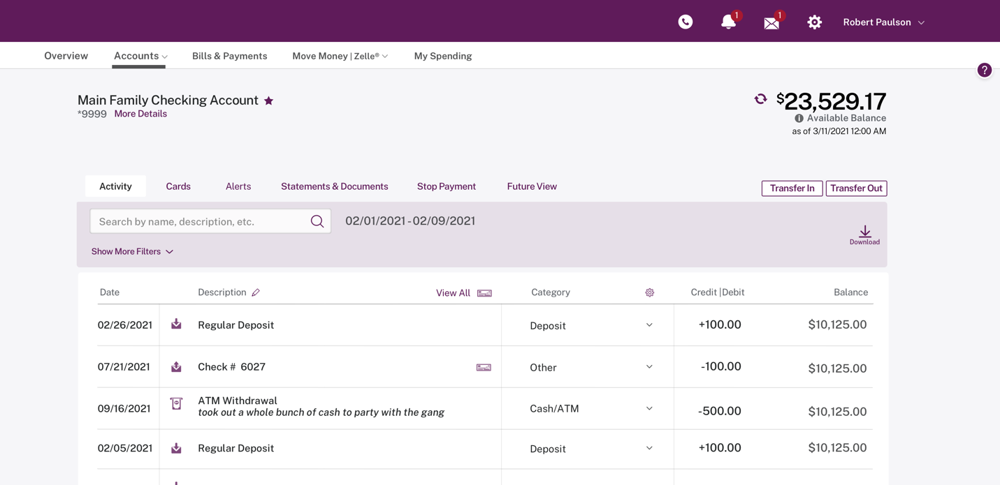 1 1 Robert Paulson
Overview Accounts Bills & Payments Move Money | Zelle® My Spending
?
Main Family Checking Account $23,529.17
*9999 More Details Available Balance
as of 3/11/2021 12:00 AM
Activity Cards Alerts Statements & Documents Stop Payment Future View Transfer In Transfer Out
Search by name, description, etc. 02/01/2021 - 02/09/2021
Download
Show More Filters
Date Description View All Category Credit | Debit Balance
02/26/2021 Regular Deposit Deposit +100.00 $10,125.00
07/21/2021 Check # 6027 Other -100.00 $10,125.00
09/16/2021 ATM Withdrawal Cash/ATM -500.00 $10,125.00
took out a whole bunch of cash to party with the gang
02/05/2021 Regular Deposit Deposit +100.00 $10,125.00